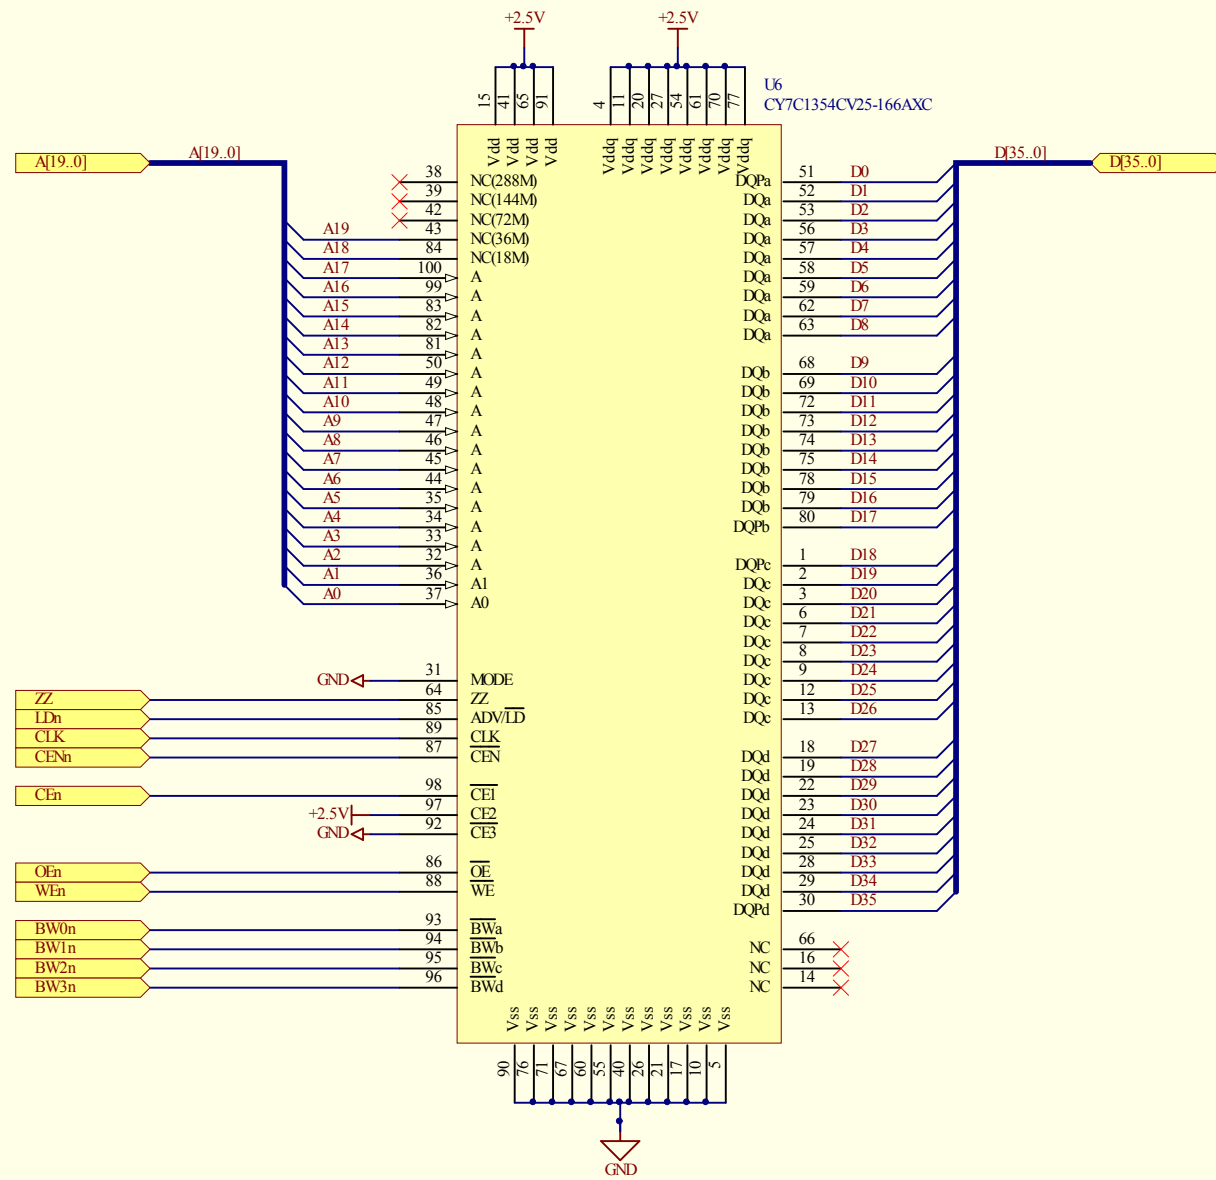 +2.5V +2.5V
15 41 65 91 4 11 20 27 54 61 70 77
U6
CY7C1354CV25-166AXC
Vdd Vdd Vdd Vdd Vddq Vddq Vddq Vddq Vddq Vddq Vddq Vddq
A[19..0] A[19..0] D[35..0] D[35..0]
38 NC(288M) DQPa 51 D0
39 NC(144M) DQa 52 D1
42 NC(72M) DQa 53 D2
A19 43 NC(36M) DQa 56 D3
A18 84 NC(18M) DQa 57 D4
A17 100 A DQa 58 D5
A16 99 A DQa 59 D6
A15 83 A DQa 62 D7
A14 82 A DQa 63 D8
A13 81 A
A12 50 A DQb 68 D9
A11 49 A DQb 69 D10
A10 48 A DQb 72 D11
A9 47 A DQb 73 D12
A8 46 A DQb 74 D13
A7 45 A DQb 75 D14
A6 44 A DQb 78 D15
A5 35 A DQb 79 D16
A4 34 A DQPb 80 D17
A3 33 A
A2 32 A DQPc 1 D18
A1 36 A1 DQc 2 D19
A0 37 A0 DQc 3 D20
DQc 6 D21
DQc 7 D22
DQc 8 D23
GND 31 MODE DQc 9 D24
ZZ 64 ZZ DQc 12 D25
LDn 85 ADV/LD DQc 13 D26
CLK 89 CLK
CENn 87 CEN DQd 18 D27
DQd 19 D28
CEn 98 CE1 DQd 22 D29
+2.5V 97 CE2 DQd 23 D30
GND 92 CE3 DQd 24 D31
DQd 25 D32
OEn 86 OE DQd 28 D33
WEn 88 WE DQd 29 D34
DQPd 30 D35
BW0n 93 BWa
BW1n 94 BWb NC 66
BW2n 95 BWc NC 16
BW3n 96 BWd NC 14
Vss Vss Vss Vss Vss Vss Vss Vss Vss Vss Vss Vss
90 76 71 67 60 55 40 26 21 17 10 5
GND